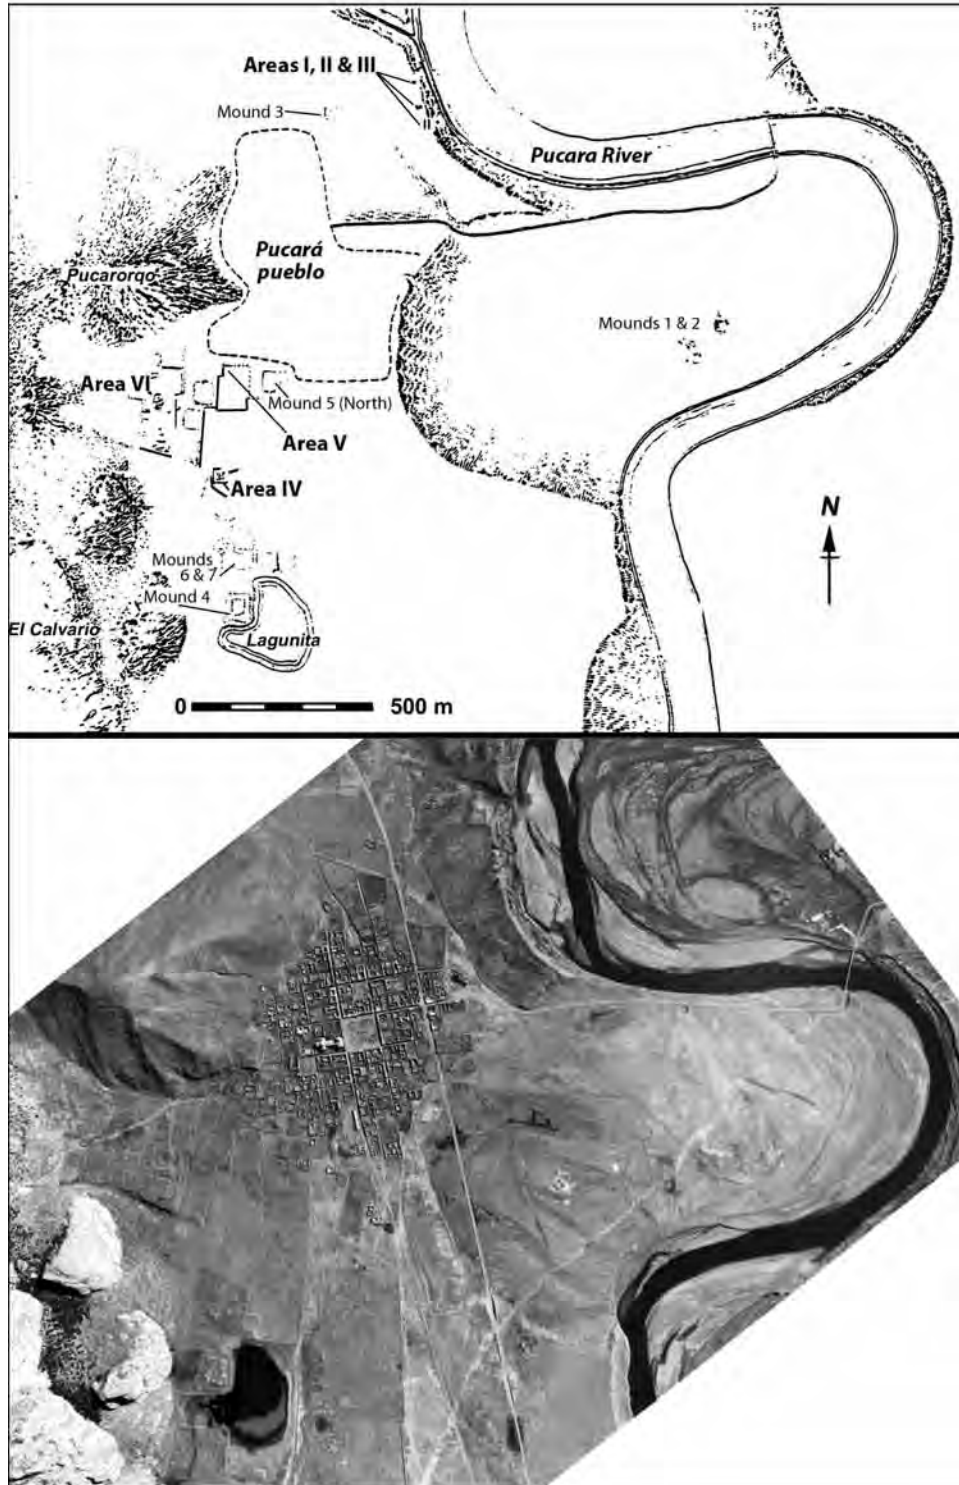 Areas I, II & III
Mound 3
Pucara River
Pucará
pueblo
Pucarorqo
Mounds 1 & 2
Area VI
Mound 5 (North)
Area V
Area IV
N
Mounds
6 & 7
Mound 4
El Calvario
Lagunita
0 500 m